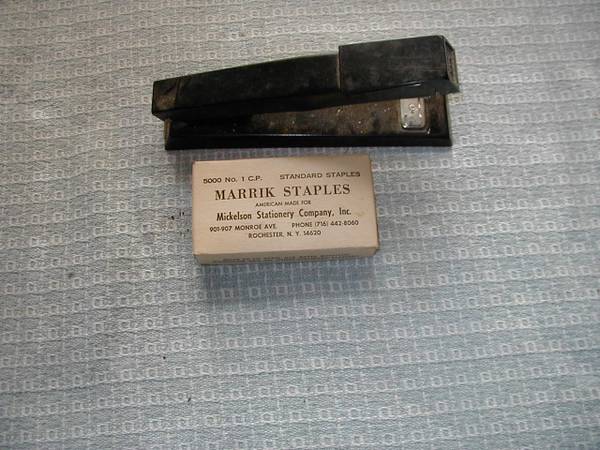 5000 No. 1 C.P. STANDARD STAPLES
MARRIK STAPLES
AMERICAN MADE FOR
Mickelson Stationery Company, Inc.
901-907 MONROE AVE. PHONE (716) 442-8060
ROCHESTER, N. Y. 14620